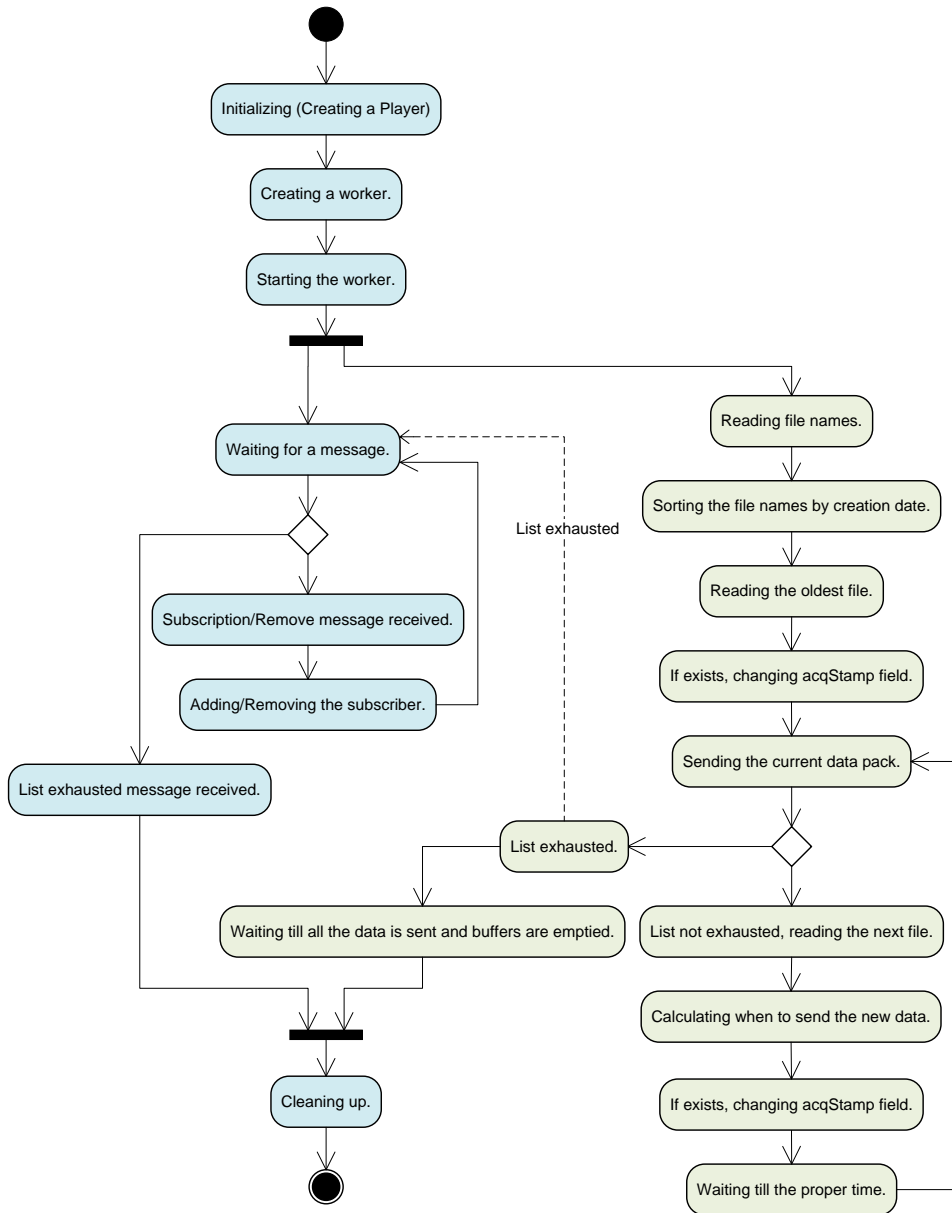 Initializing (Creating a Player)
Creating a worker.
Starting the worker.
Waiting for a message.
Reading file names.
Sorting the file names by creation date.
List exhausted
Reading the oldest file.
Subscription/Remove message received.
If exists, changing acqStamp field.
Adding/Removing the subscriber.
Sending the current data pack.
List exhausted message received.
List exhausted.
Waiting till all the data is sent and buffers are emptied.
List not exhausted, reading the next file.
Calculating when to send the new data.
Cleaning up.
If exists, changing acqStamp field.
Waiting till the proper time.